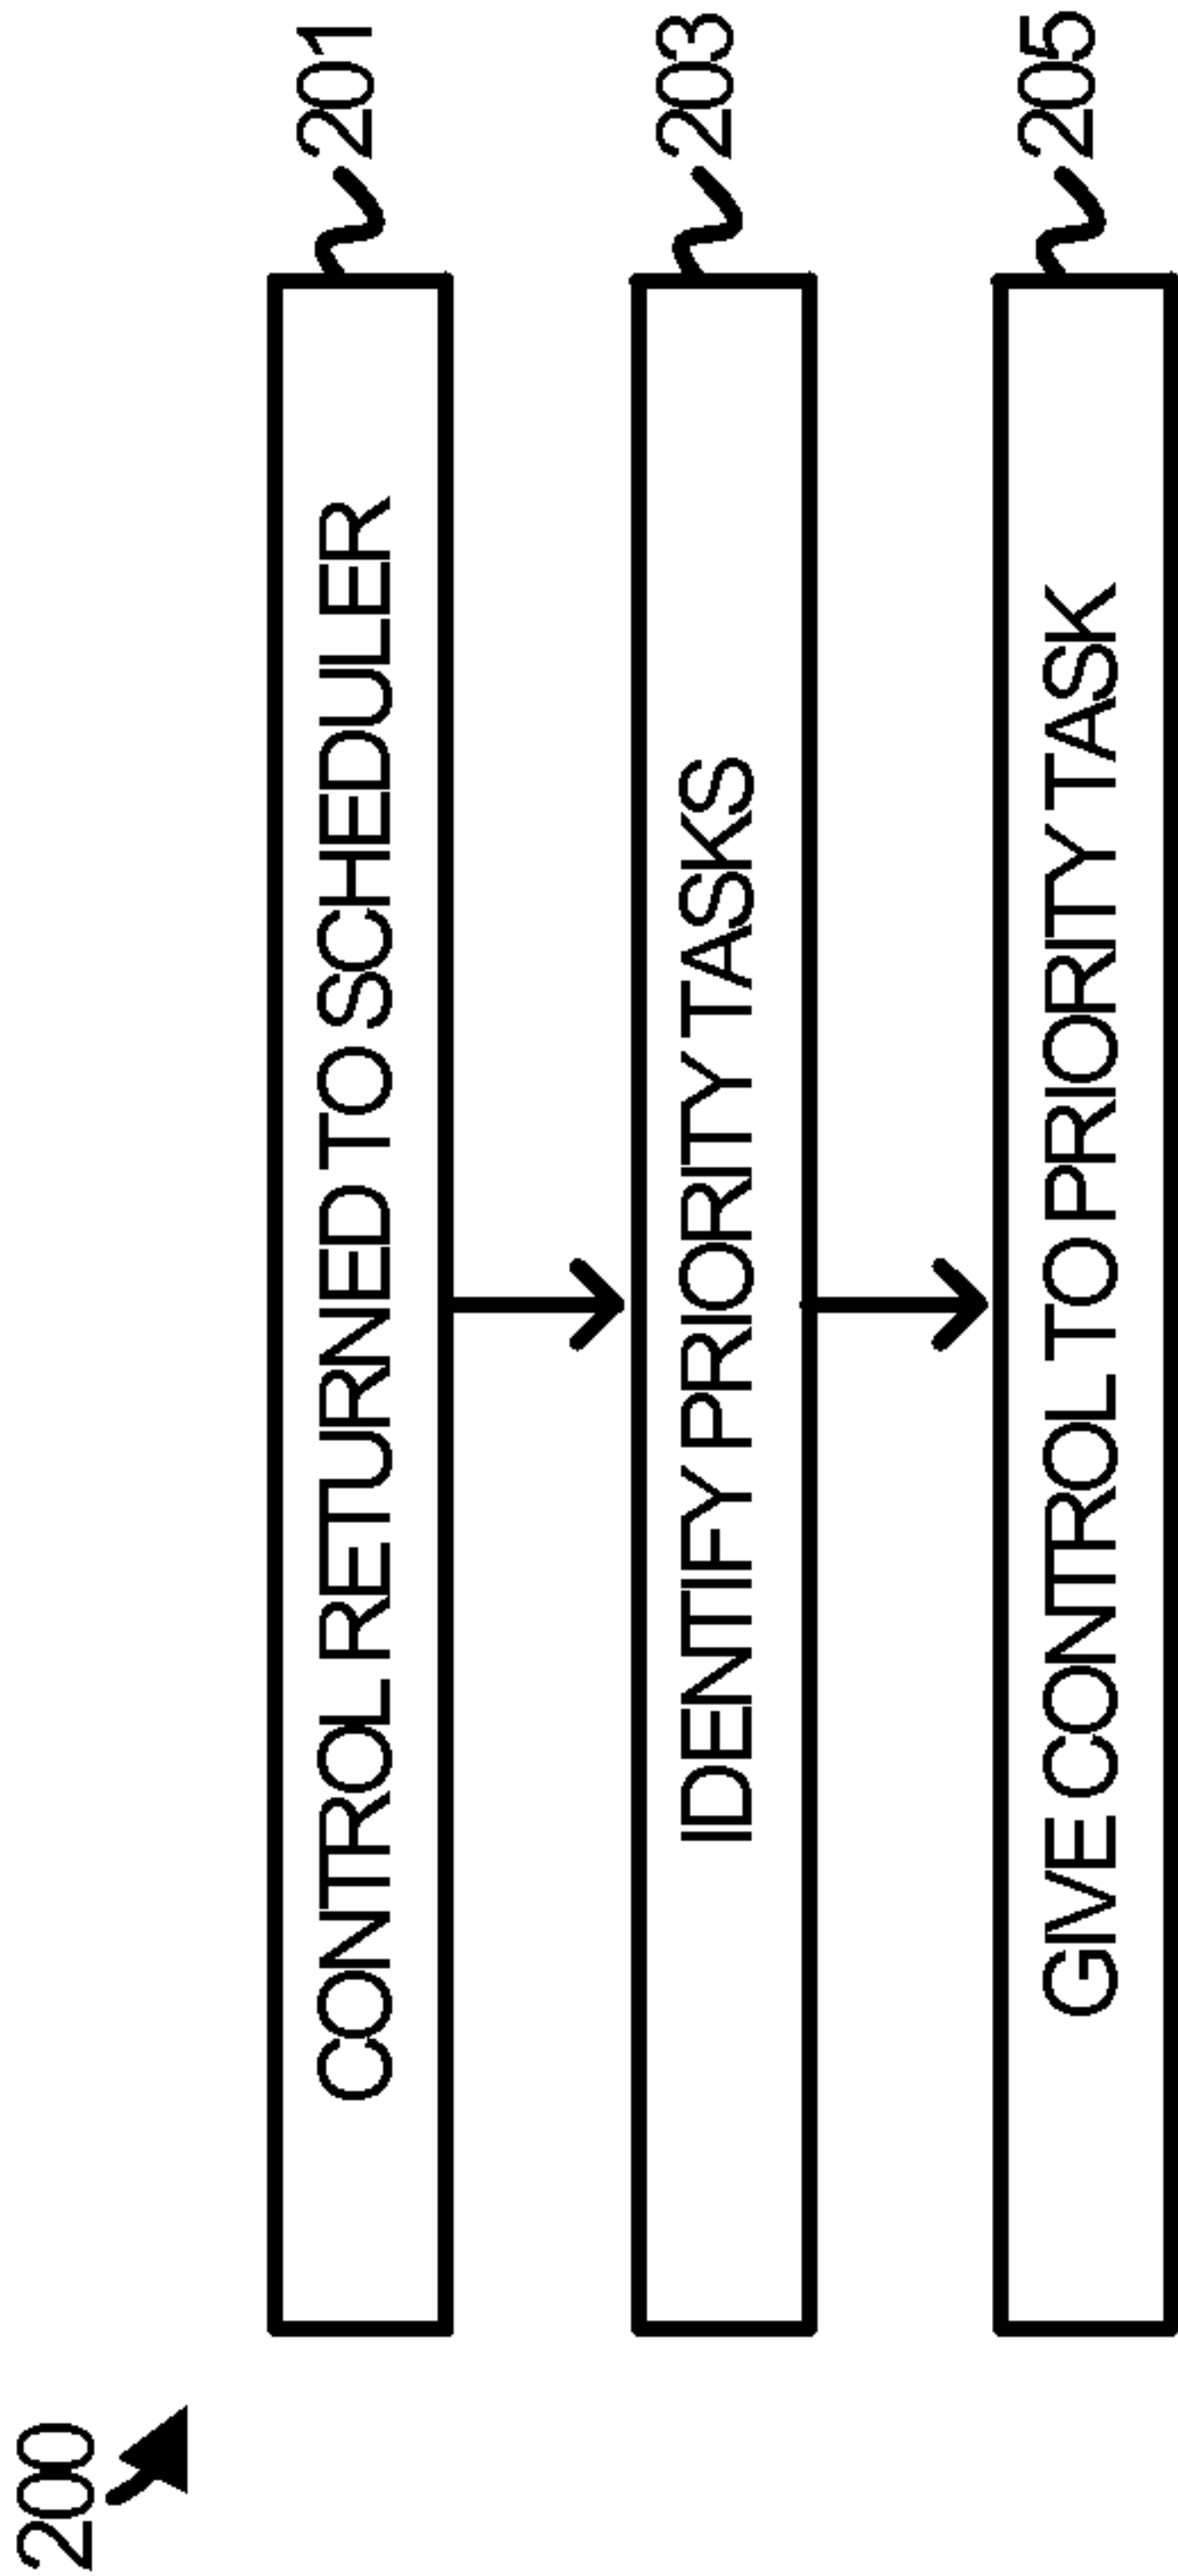 200
CONTROL RETURNED TO SCHEDULER
201
IDENTIFY PRIORITY TASKS
203
GIVE CONTROL TO PRIORITY TASK
205